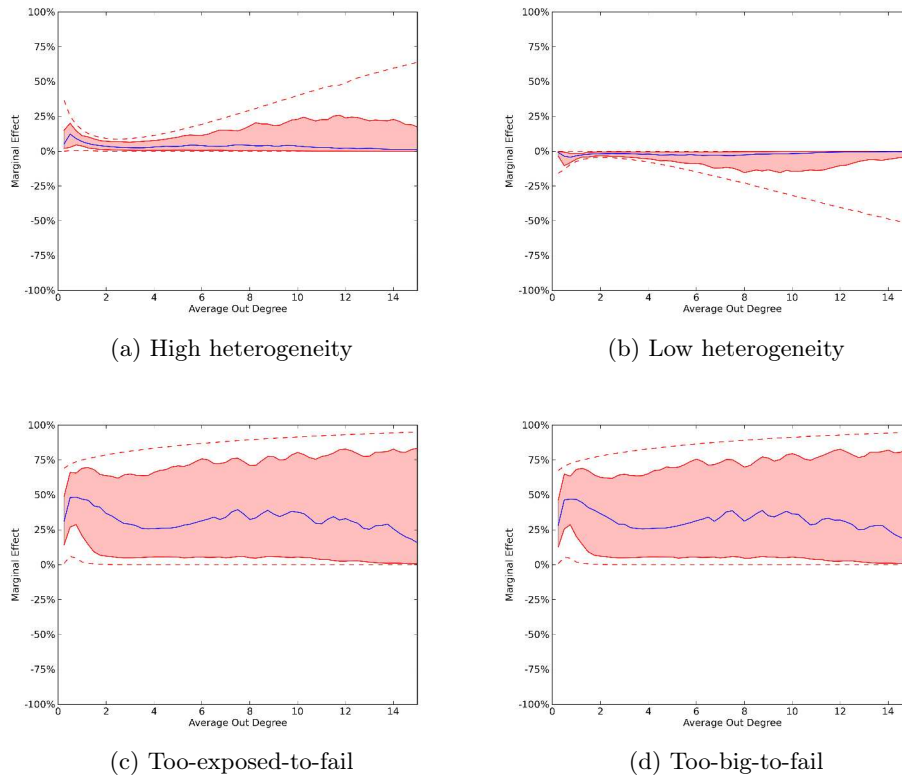 100%
75%
50%
25%
0%
-25%
-50%
-75%
-100%
Marginal Effect
0 2 4 6 8 10 12 14
Average Out Degree
(a) High heterogeneity
100%
75%
50%
25%
0%
-25%
-50%
-75%
-100%
Marginal Effect
0 2 4 6 8 10 12 14
Average Out Degree
(b) Low heterogeneity
100%
75%
50%
25%
0%
-25%
-50%
-75%
-100%
Marginal Effect
0 2 4 6 8 10 12 14
Average Out Degree
(c) Too-exposed-to-fail
100%
75%
50%
25%
0%
-25%
-50%
-75%
-100%
Marginal Effect
0 2 4 6 8 10 12 14
Average Out Degree
(d) Too-big-to-fail